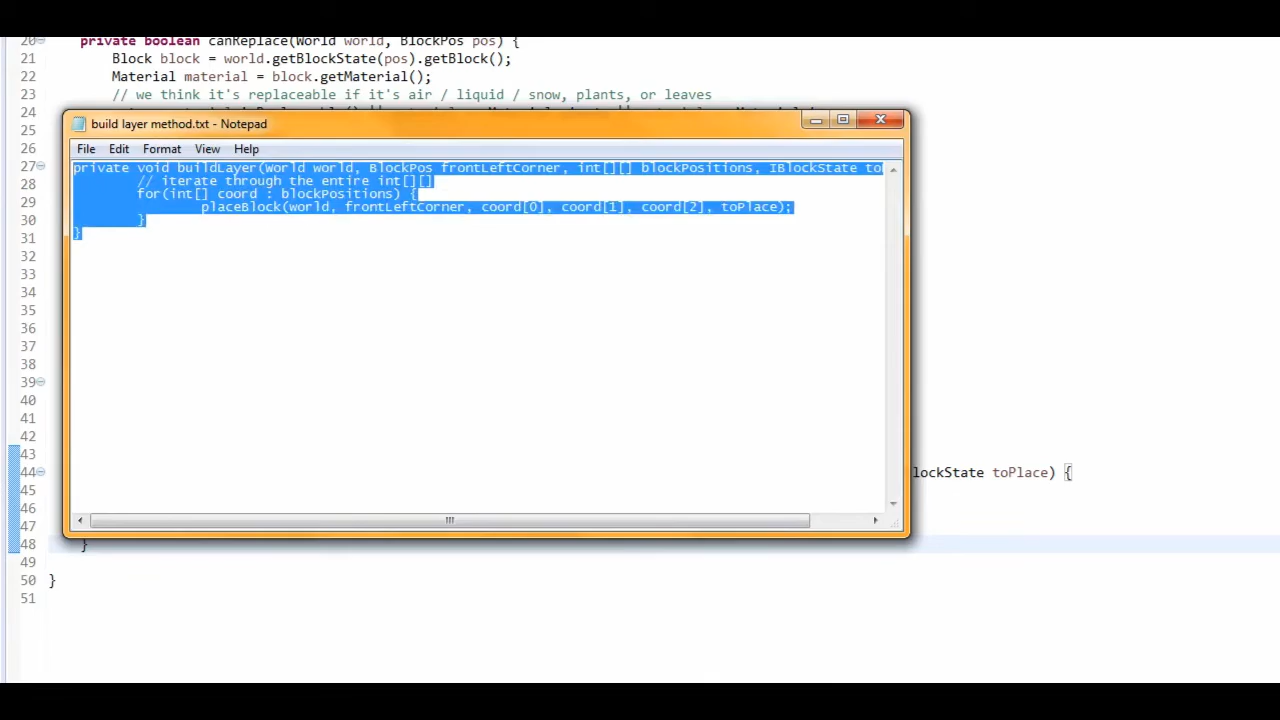 20 private boolean canReplace(World world, BlockPos pos) {
21 Block block = world.getBlockState(pos).getBlock();
22 Material material = block.getMaterial();
23 // we think it's replaceable if it's air / liquid / snow, plants, or leaves
24
build layer method.txt - Notepad
25
File Edit Format View Help
26
27 private void buildLayer(World world, BlockPos frontLeftCorner, int[][] blockPositions, IBlockState to
28 // iterate through the entire int[][]
for(int[] coord : blockPositions) {
29 placeBlock(world, frontLeftCorner, coord[0], coord[1], coord[2], toPlace);
30 }
31 }
32
33
34
35
36
37
38
39
40
41
42
43
44 lockState toPlace) {
45
46
47
48 }
49
50 }
51